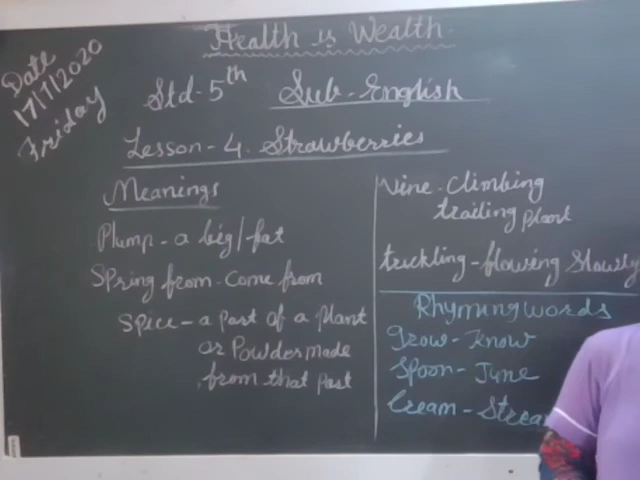 Health is Wealth.
Date
17/7/2020
Friday
Std - 5th Sub - English
Lesson - 4. Strawberries
Meanings
Plump - a big/fat
Spring from - Come from
Spice - a part of a plant
or Powder made
from that part
Vine - Climbing
trailing plant
trickling - flowing Slowly
Rhyming words
Grow - Know
Spoon - June
Cream - Strea